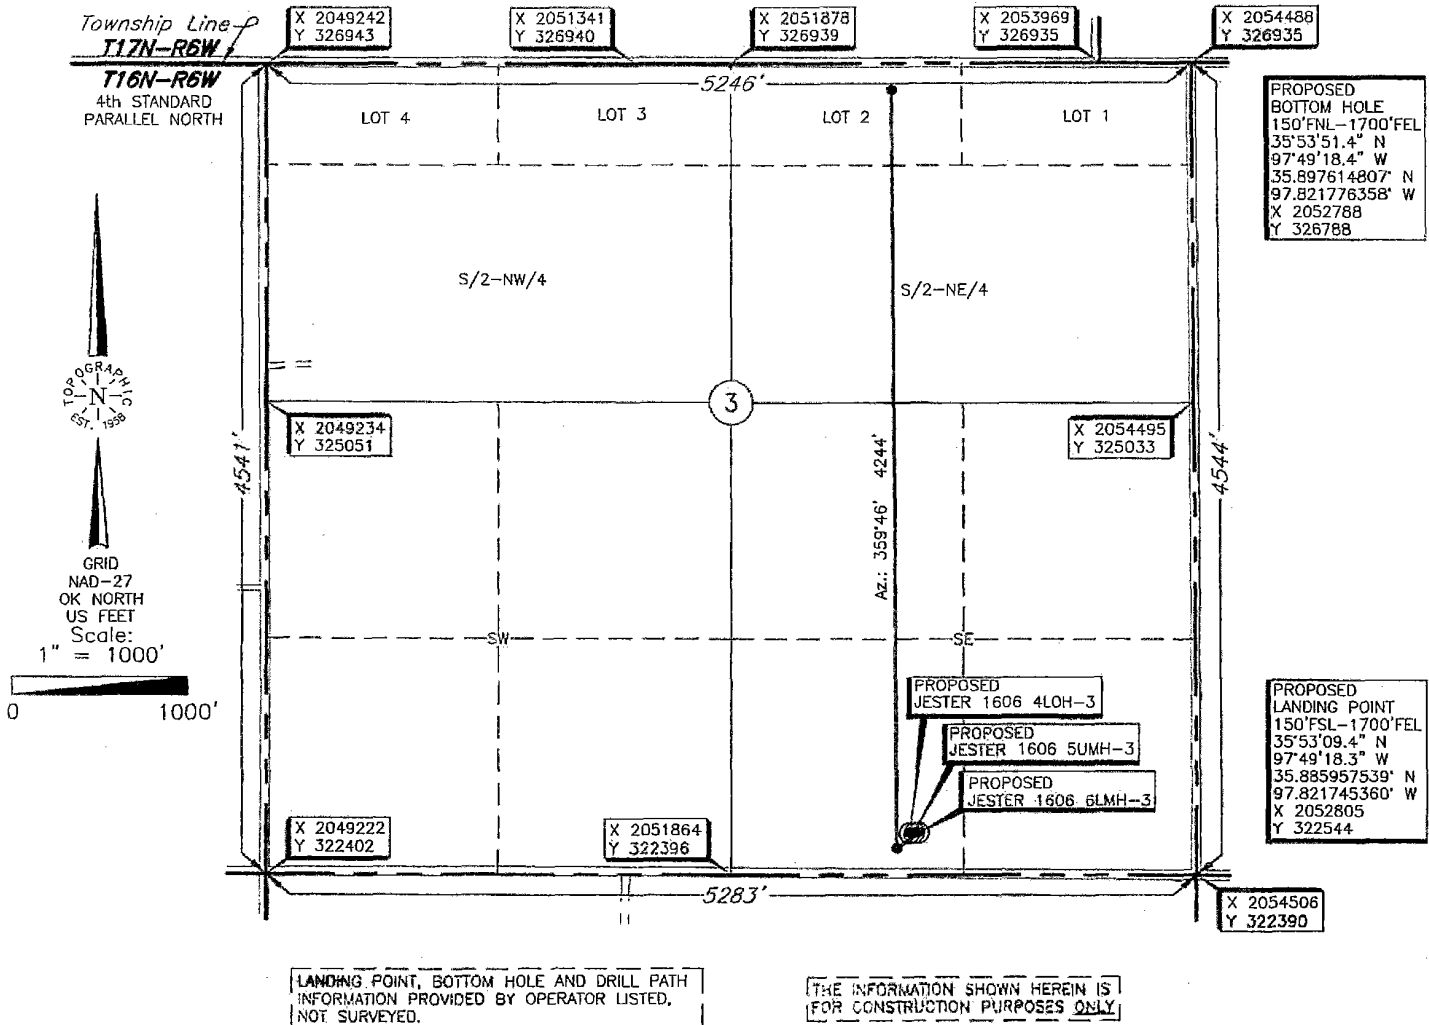 Township Line
T17N-R6W
T16N-R6W
4th STANDARD
PARALLEL NORTH
X 2049242
Y 326943
X 2051341
Y 326940
X 2051878
Y 326939
X 2053969
Y 326935
X 2054488
Y 326935
5246'
LOT 4
LOT 3
LOT 2
LOT 1
PROPOSED
BOTTOM HOLE
150'FNL-1700'FEL
35°53'51.4" N
97°49'18.4" W
35.897614807° N
97.821776358° W
X 2052788
Y 326788
S/2-NW/4
S/2-NE/4
TOPOGRAPHIC
N
EST. 1958
3
X 2049234
Y 325051
X 2054495
Y 325033
4541'
Az.: 359°46' 4244'
4544'
GRID
NAD-27
OK NORTH
US FEET
Scale:
1" = 1000'
0 1000'
SW
SE
PROPOSED
JESTER 1606 4LOH-3
PROPOSED
JESTER 1606 5UMH-3
PROPOSED
JESTER 1606 6LMH-3
PROPOSED
LANDING POINT
150'FSL-1700'FEL
35°53'09.4" N
97°49'18.3" W
35.885957539° N
97.821745360° W
X 2052805
Y 322544
X 2049222
Y 322402
X 2051864
Y 322396
5283'
X 2054506
Y 322390
LANDING POINT, BOTTOM HOLE AND DRILL PATH
INFORMATION PROVIDED BY OPERATOR LISTED,
NOT SURVEYED.
THE INFORMATION SHOWN HEREIN IS
FOR CONSTRUCTION PURPOSES ONLY